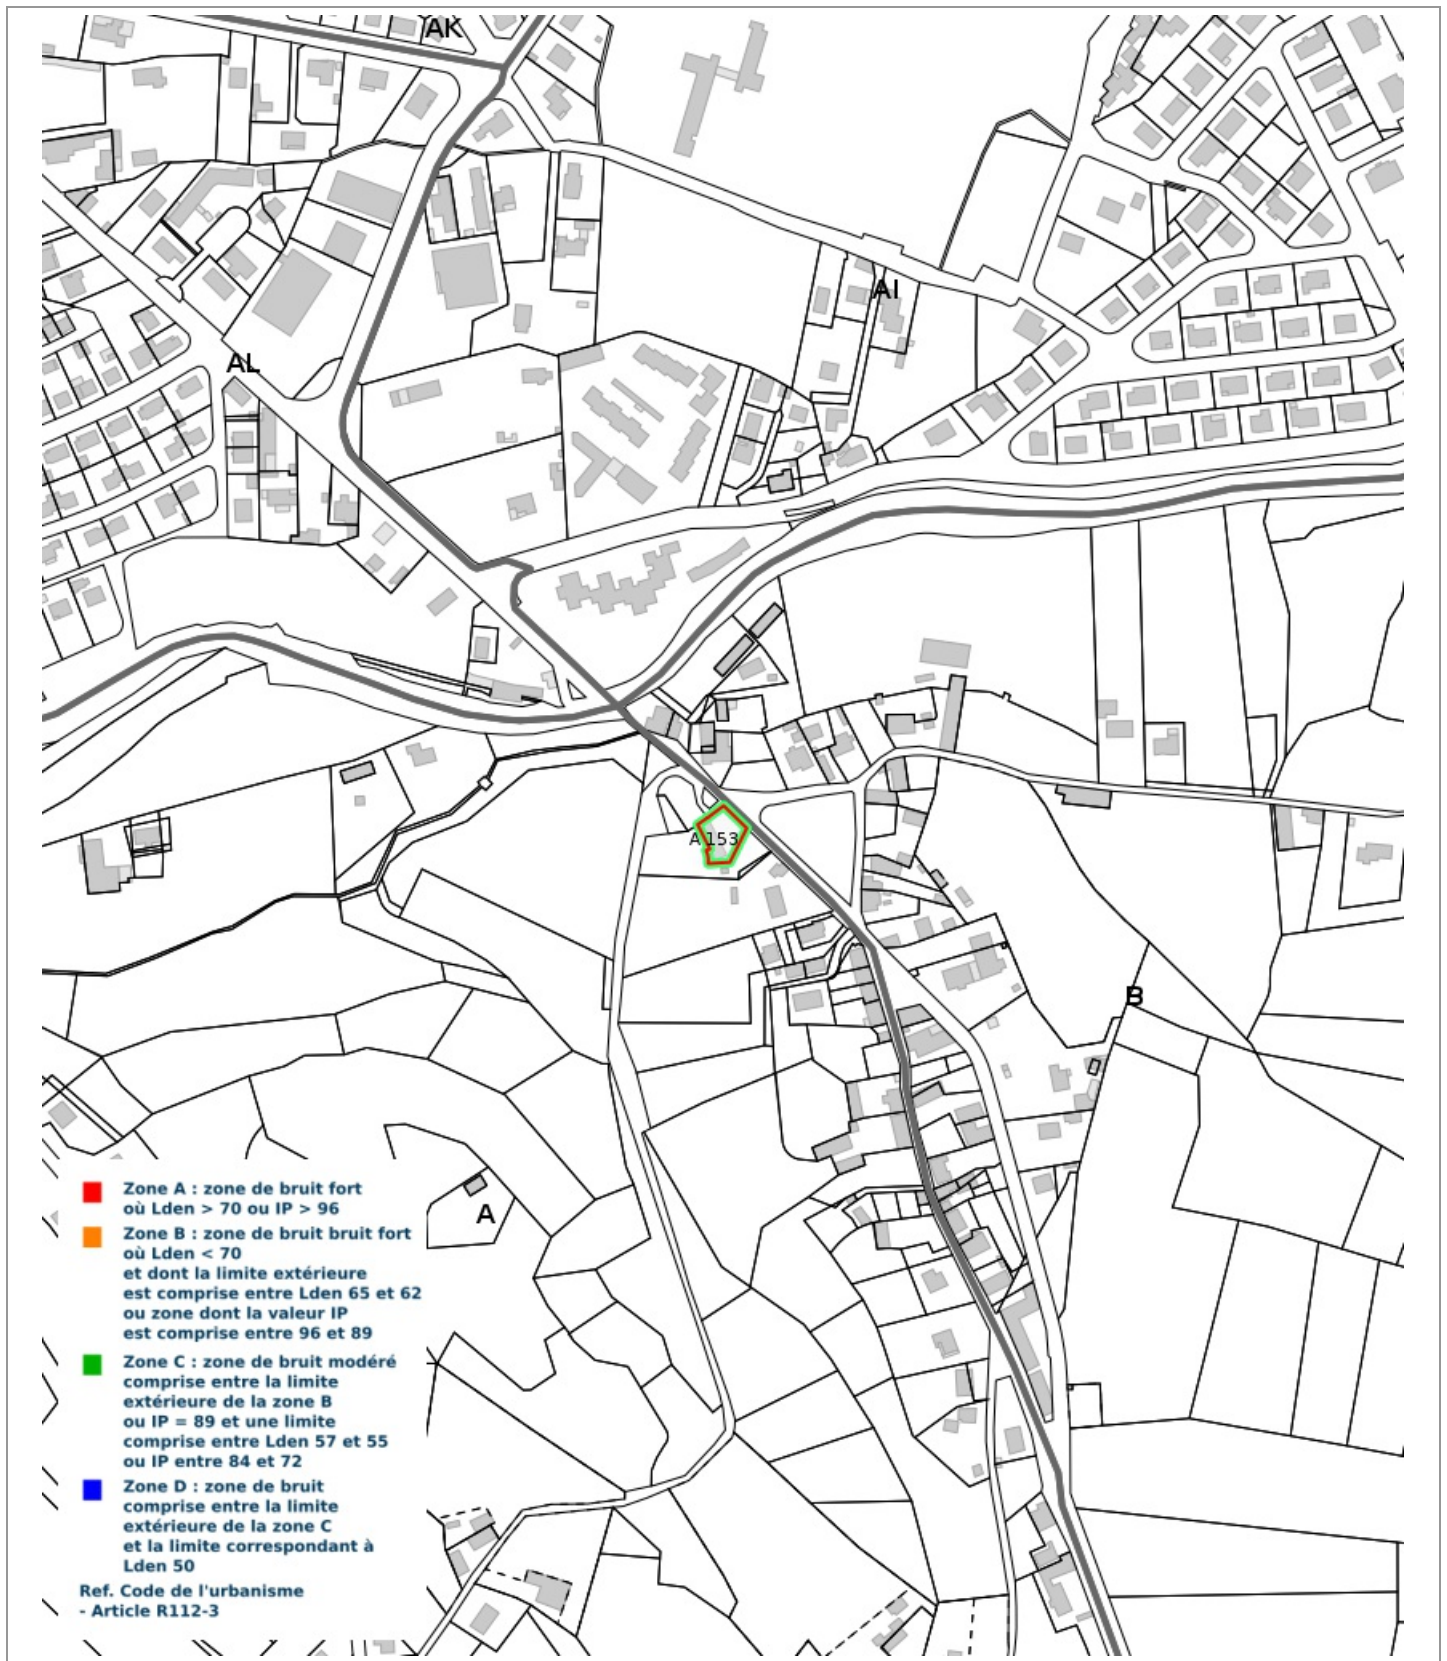 AK
AI
AL
A 153
B
A
Zone A : zone de bruit fort
où Lden > 70 ou IP > 96
Zone B : zone de bruit bruit fort
où Lden < 70
et dont la limite extérieure
est comprise entre Lden 65 et 62
ou zone dont la valeur IP
est comprise entre 96 et 89
Zone C : zone de bruit modéré
comprise entre la limite
extérieure de la zone B
ou IP = 89 et une limite
comprise entre Lden 57 et 55
ou IP entre 84 et 72
Zone D : zone de bruit
comprise entre la limite
extérieure de la zone C
et la limite correspondant à
Lden 50
Ref. Code de l'urbanisme
- Article R112-3